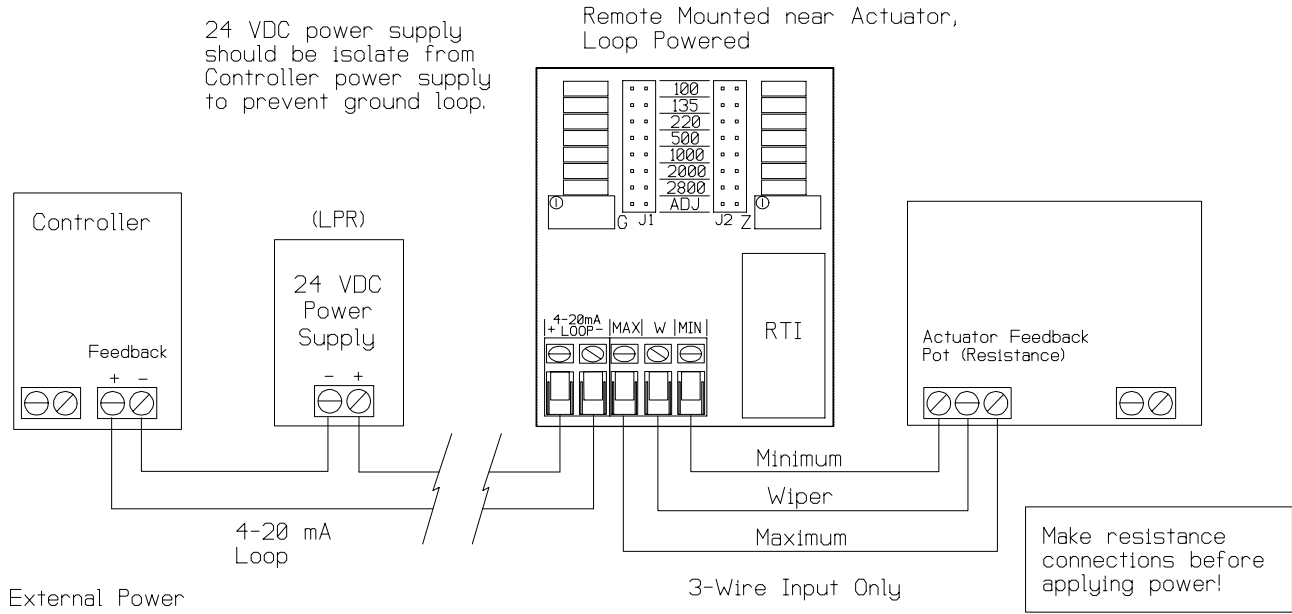 24 VDC power supply
should be isolate from
Controller power supply
to prevent ground loop.
Remote Mounted near Actuator,
Loop Powered
100
135
220
500
1000
2000
2800
ADJ
G J1 J2 Z
Controller
Feedback
+ -
(LPR)
24 VDC
Power
Supply
- +
4-20mA
+ LOOP- MAX W MIN
RTI
Actuator Feedback
Pot (Resistance)
Minimum
Wiper
Maximum
4-20 mA
Loop
3-Wire Input Only
Make resistance
connections before
applying power!
External Power